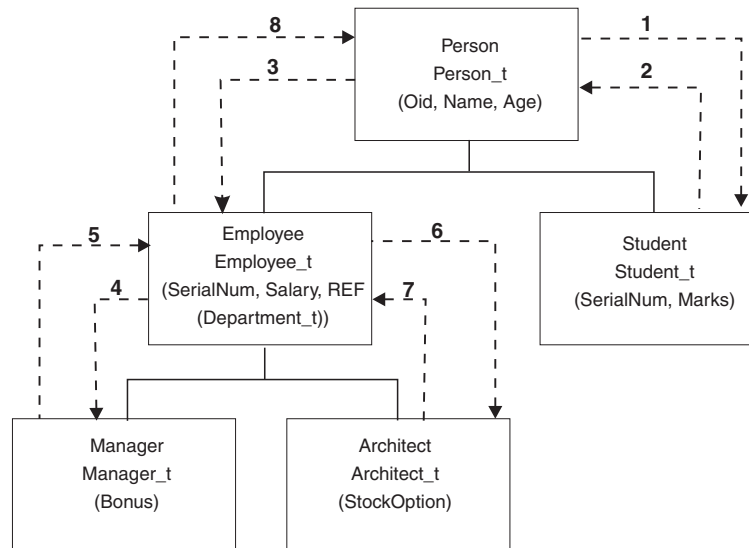 8
1
Person
Person_t
(Oid, Name, Age)
3
2
5
Employee
Employee_t
(SerialNum, Salary, REF
(Department_t))
6
4
7
Student
Student_t
(SerialNum, Marks)
Manager
Manager_t
(Bonus)
Architect
Architect_t
(StockOption)